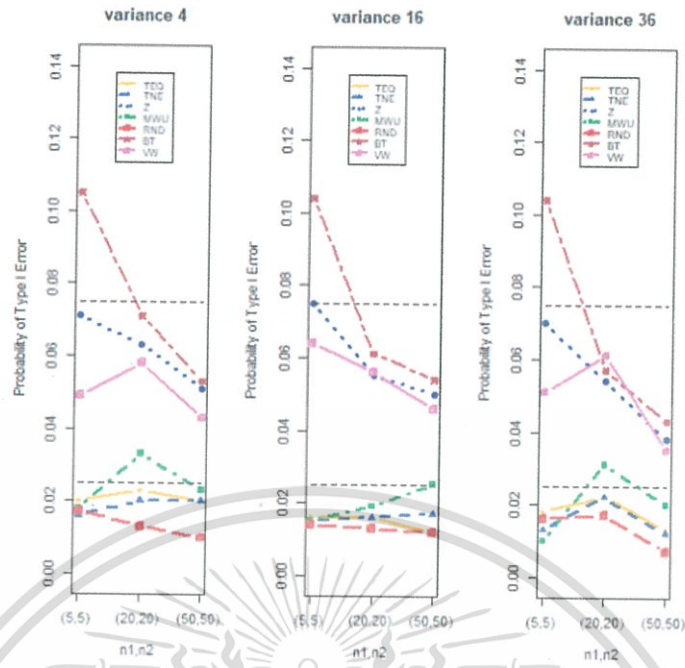 variance 4
0.14
0.12
0.10
0.08
0.06
0.04
0.02
0.00
Probability of Type I Error
TEQ
TNE
Z
MWU
RND
BT
VW
(5,5)
(20,20)
(50,50)
n1,n2
variance 16
0.14
0.12
0.10
0.08
0.06
0.04
0.02
0.00
Probability of Type I Error
TEQ
TNE
Z
MWU
RND
BT
VW
(5,5)
(20,20)
(50,50)
n1,n2
variance 36
0.14
0.12
0.10
0.08
0.06
0.04
0.02
0.00
Probability of Type I Error
TEQ
TNE
Z
MWU
RND
BT
VW
(5,5)
(20,20)
(50,50)
n1,n2